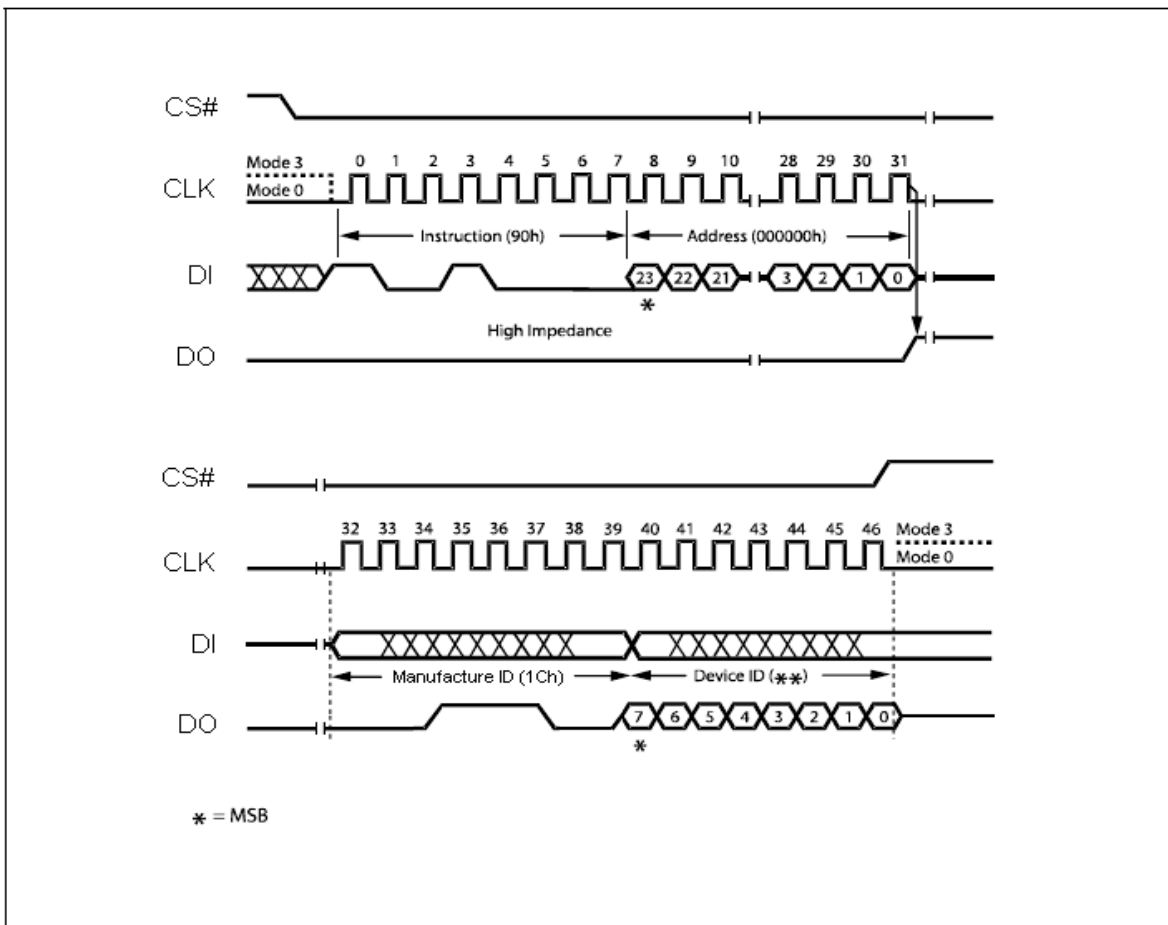 CS#
Mode 3
0 1 2 3 4 5 6 7 8 9 10 28 29 30 31
CLK
Mode 0
Instruction (90h) Address (000000h)
DI 23 22 21 3 2 1 0
*
High Impedance
DO
CS#
32 33 34 35 36 37 38 39 40 41 42 43 44 45 46 Mode 3
CLK Mode 0
DI
Manufacture ID (1Ch) Device ID (**)
DO 7 6 5 4 3 2 1 0
*
* = MSB